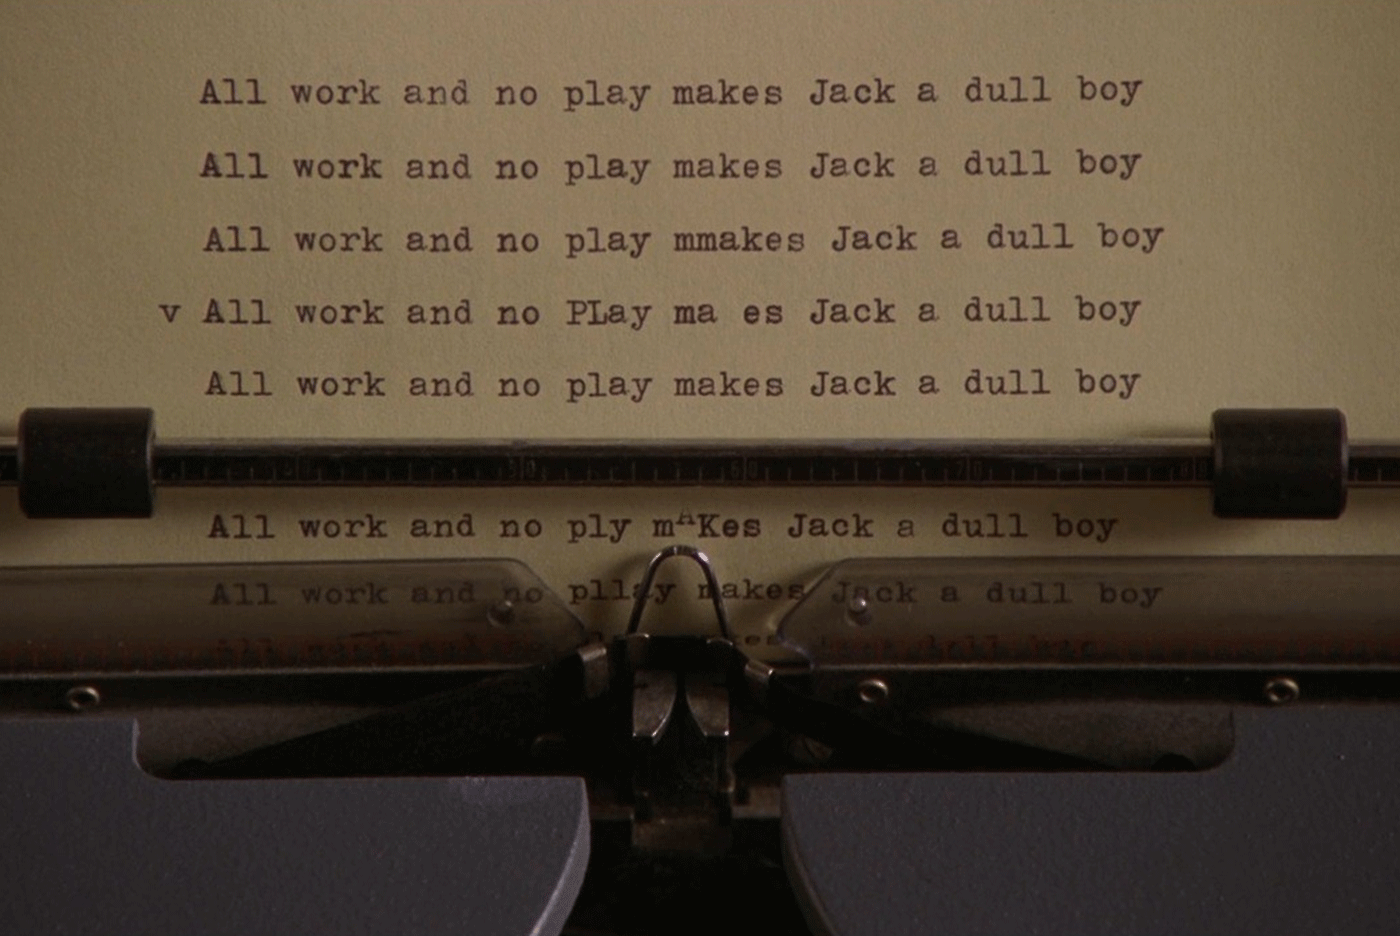 All work and no play makes Jack a dull boy
All work and no play makes Jack a dull boy
All work and no play mmakes Jack a dull boy
v All work and no PLay ma es Jack a dull boy
All work and no play makes Jack a dull boy
All work and no ply mAKes Jack a dull boy
All work and no pllay makes Jack a dull boy